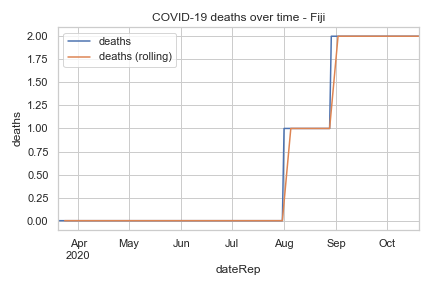 COVID-19 deaths over time - Fiji
deaths
deaths (rolling)
2.00
1.75
1.50
1.25
1.00
0.75
0.50
0.25
0.00
deaths
Apr May Jun Jul Aug Sep Oct
2020
dateRep